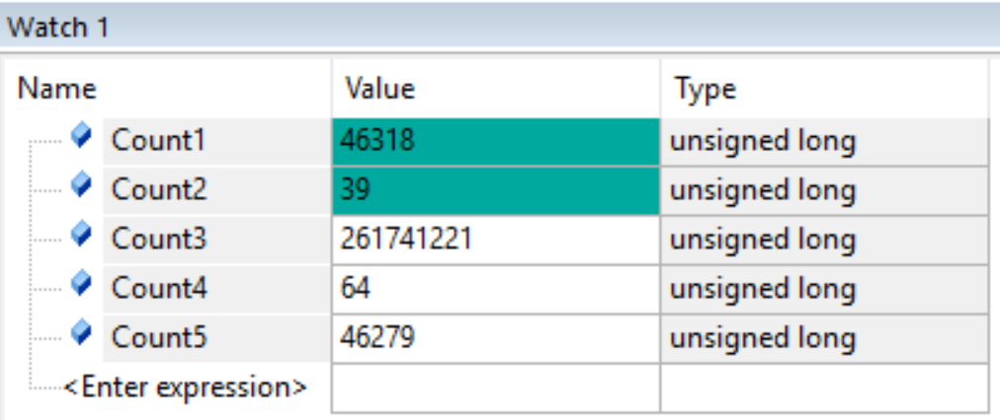 Watch 1
Name Value Type
Count1 46318 unsigned long
Count2 39 unsigned long
Count3 261741221 unsigned long
Count4 64 unsigned long
Count5 46279 unsigned long
<Enter expression>